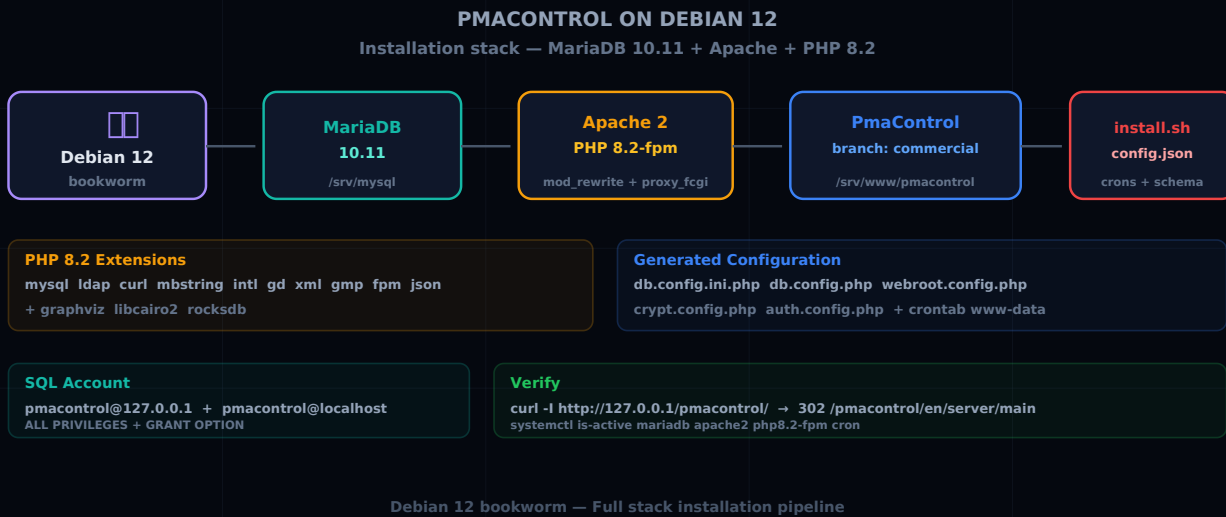 PMACONTROL ON DEBIAN 12
Installation stack — MariaDB 10.11 + Apache + PHP 8.2
Debian 12
bookworm
MariaDB
10.11
/srv/mysql
Apache 2
PHP 8.2-fpm
mod_rewrite + proxy_fcgi
PmaControl
branch: commercial
/srv/www/pmacontrol
install.sh
config.json
crons + schema
PHP 8.2 Extensions
mysql ldap curl mbstring intl gd xml gmp fpm json
+ graphviz libcairo2 rocksdb
Generated Configuration
db.config.ini.php db.config.php webroot.config.php
crypt.config.php auth.config.php + crontab www-data
SQL Account
pmacontrol@127.0.0.1 + pmacontrol@localhost
ALL PRIVILEGES + GRANT OPTION
Verify
curl -I http://127.0.0.1/pmacontrol/ → 302 /pmacontrol/en/server/main
systemctl is-active mariadb apache2 php8.2-fpm cron
Debian 12 bookworm — Full stack installation pipeline